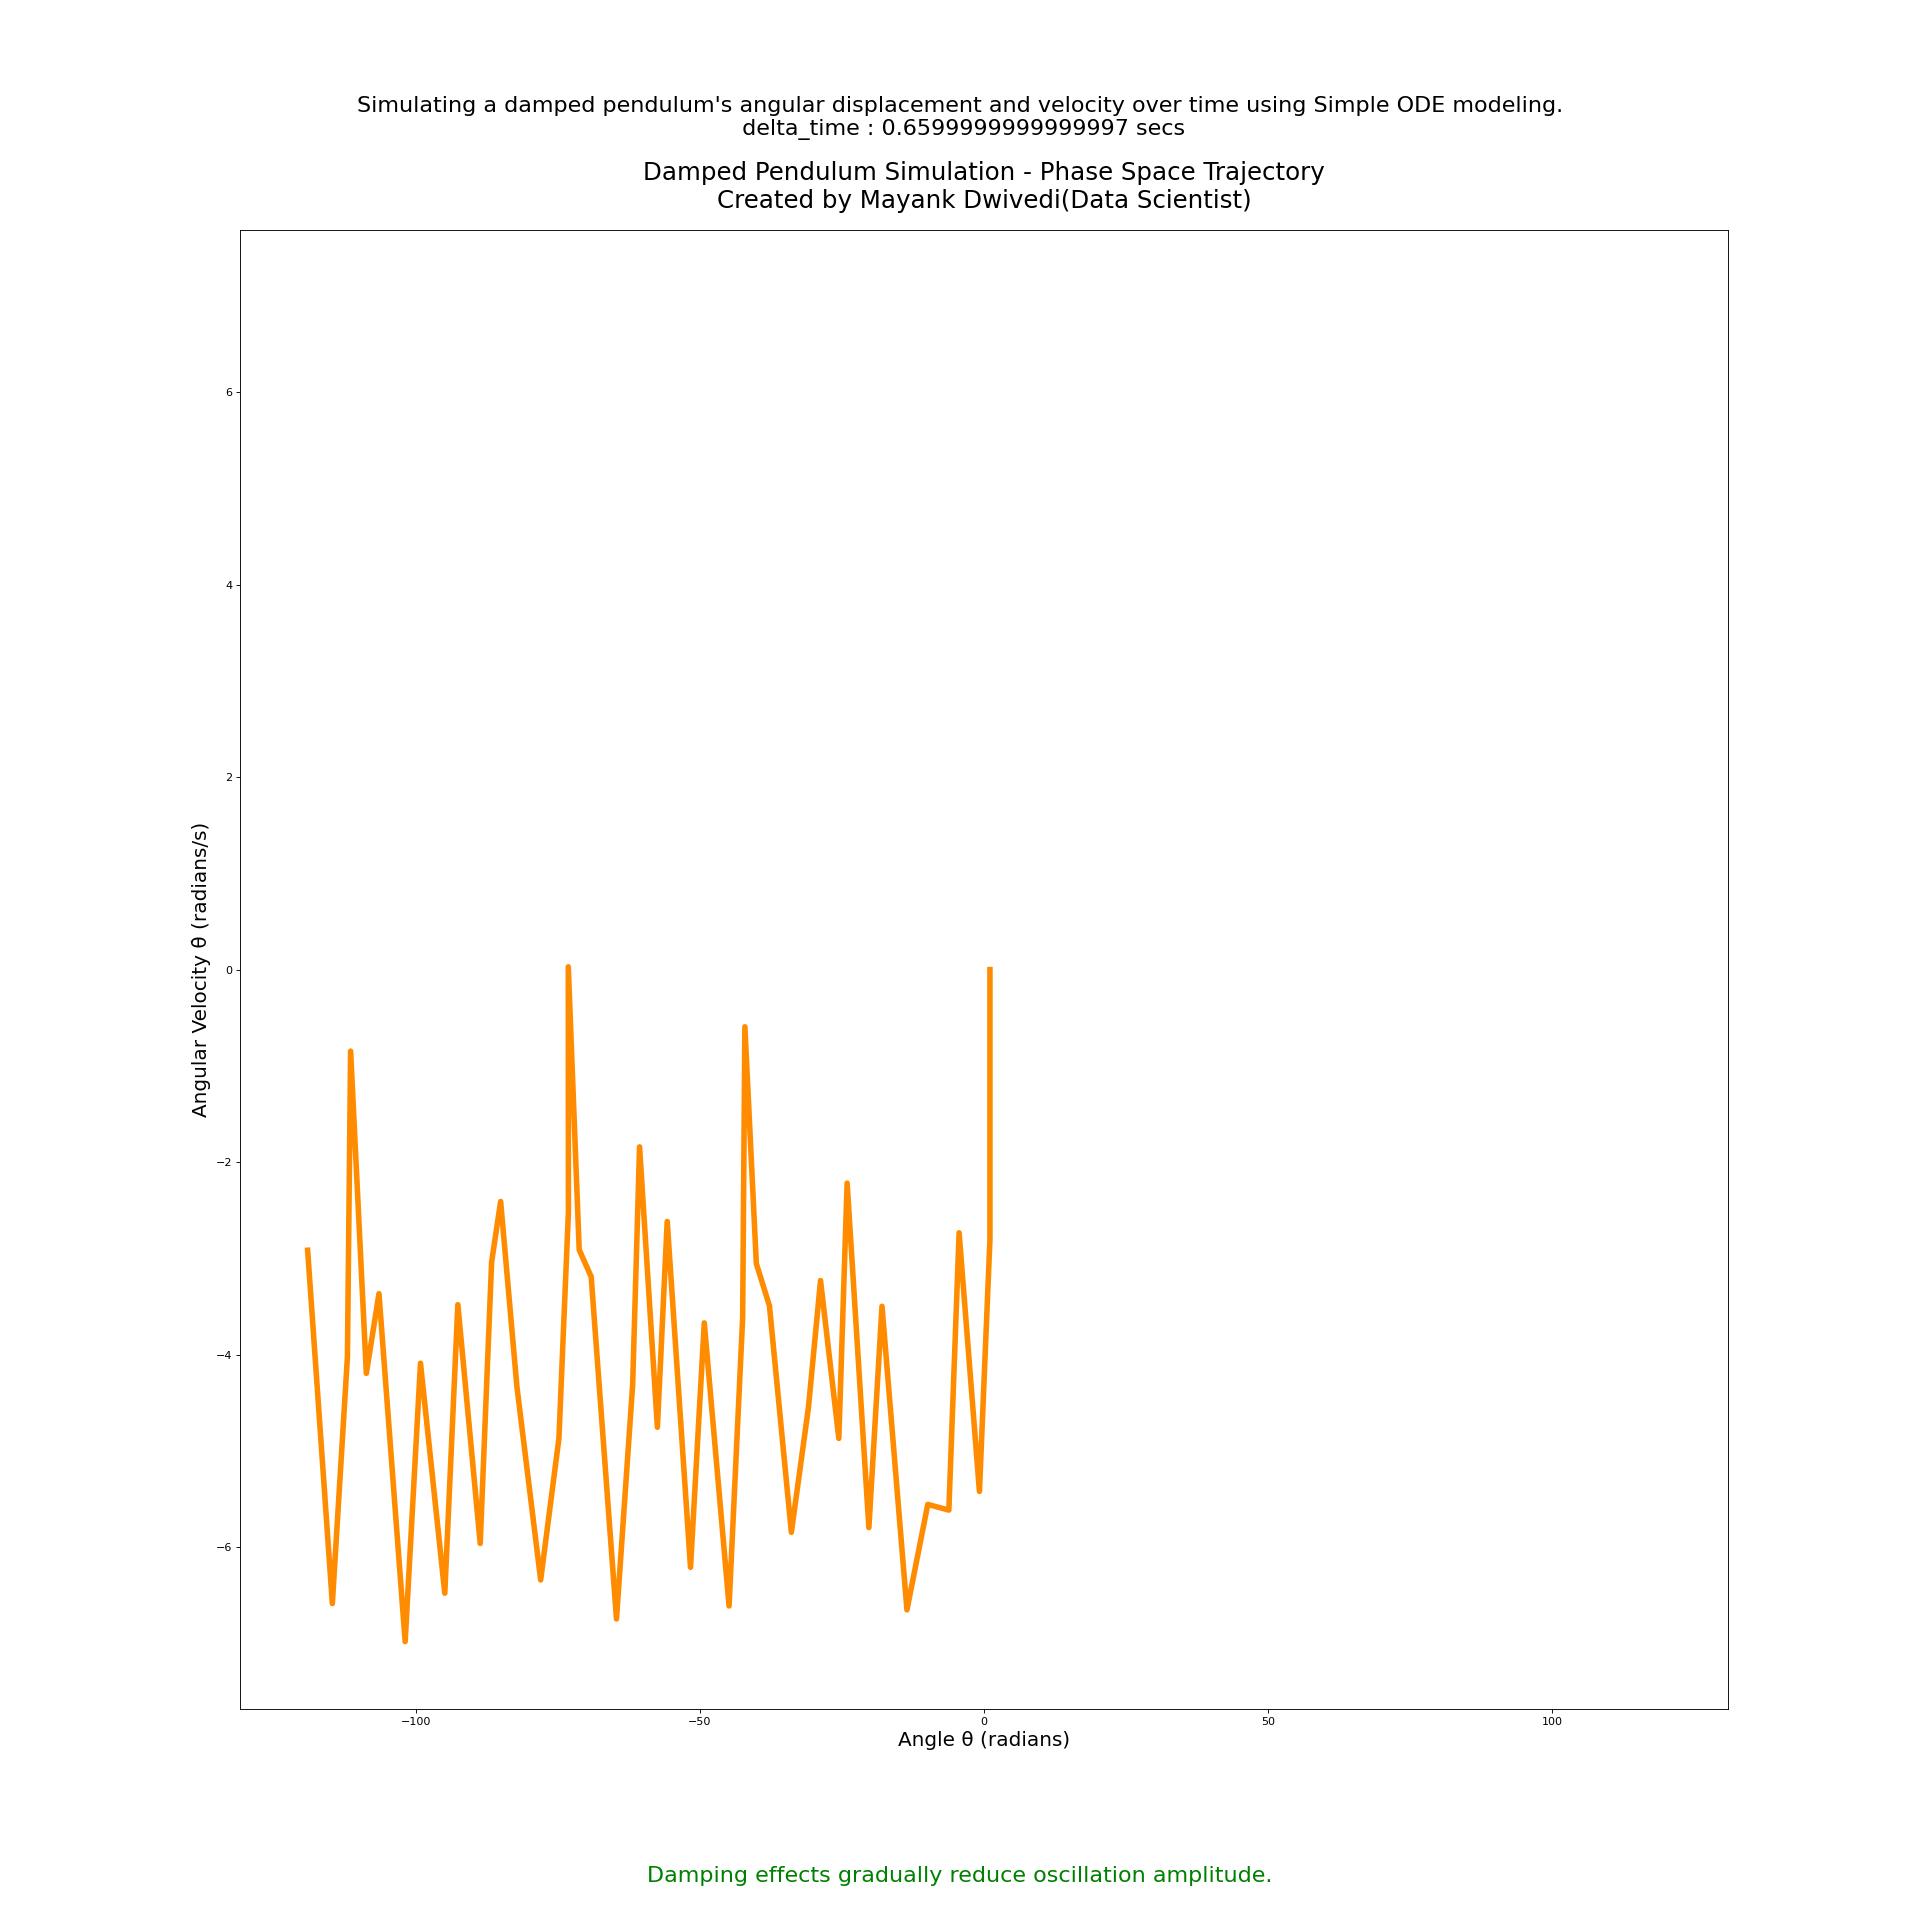 Simulating a damped pendulum's angular displacement and velocity over time using Simple ODE modeling.
delta_time : 0.6599999999999997 secs
Damped Pendulum Simulation - Phase Space Trajectory
Created by Mayank Dwivedi(Data Scientist)
Angular Velocity θ̇ (radians/s)
6
4
2
0
−2
−4
−6
−100
−50
0
50
100
Angle θ (radians)
Damping effects gradually reduce oscillation amplitude.